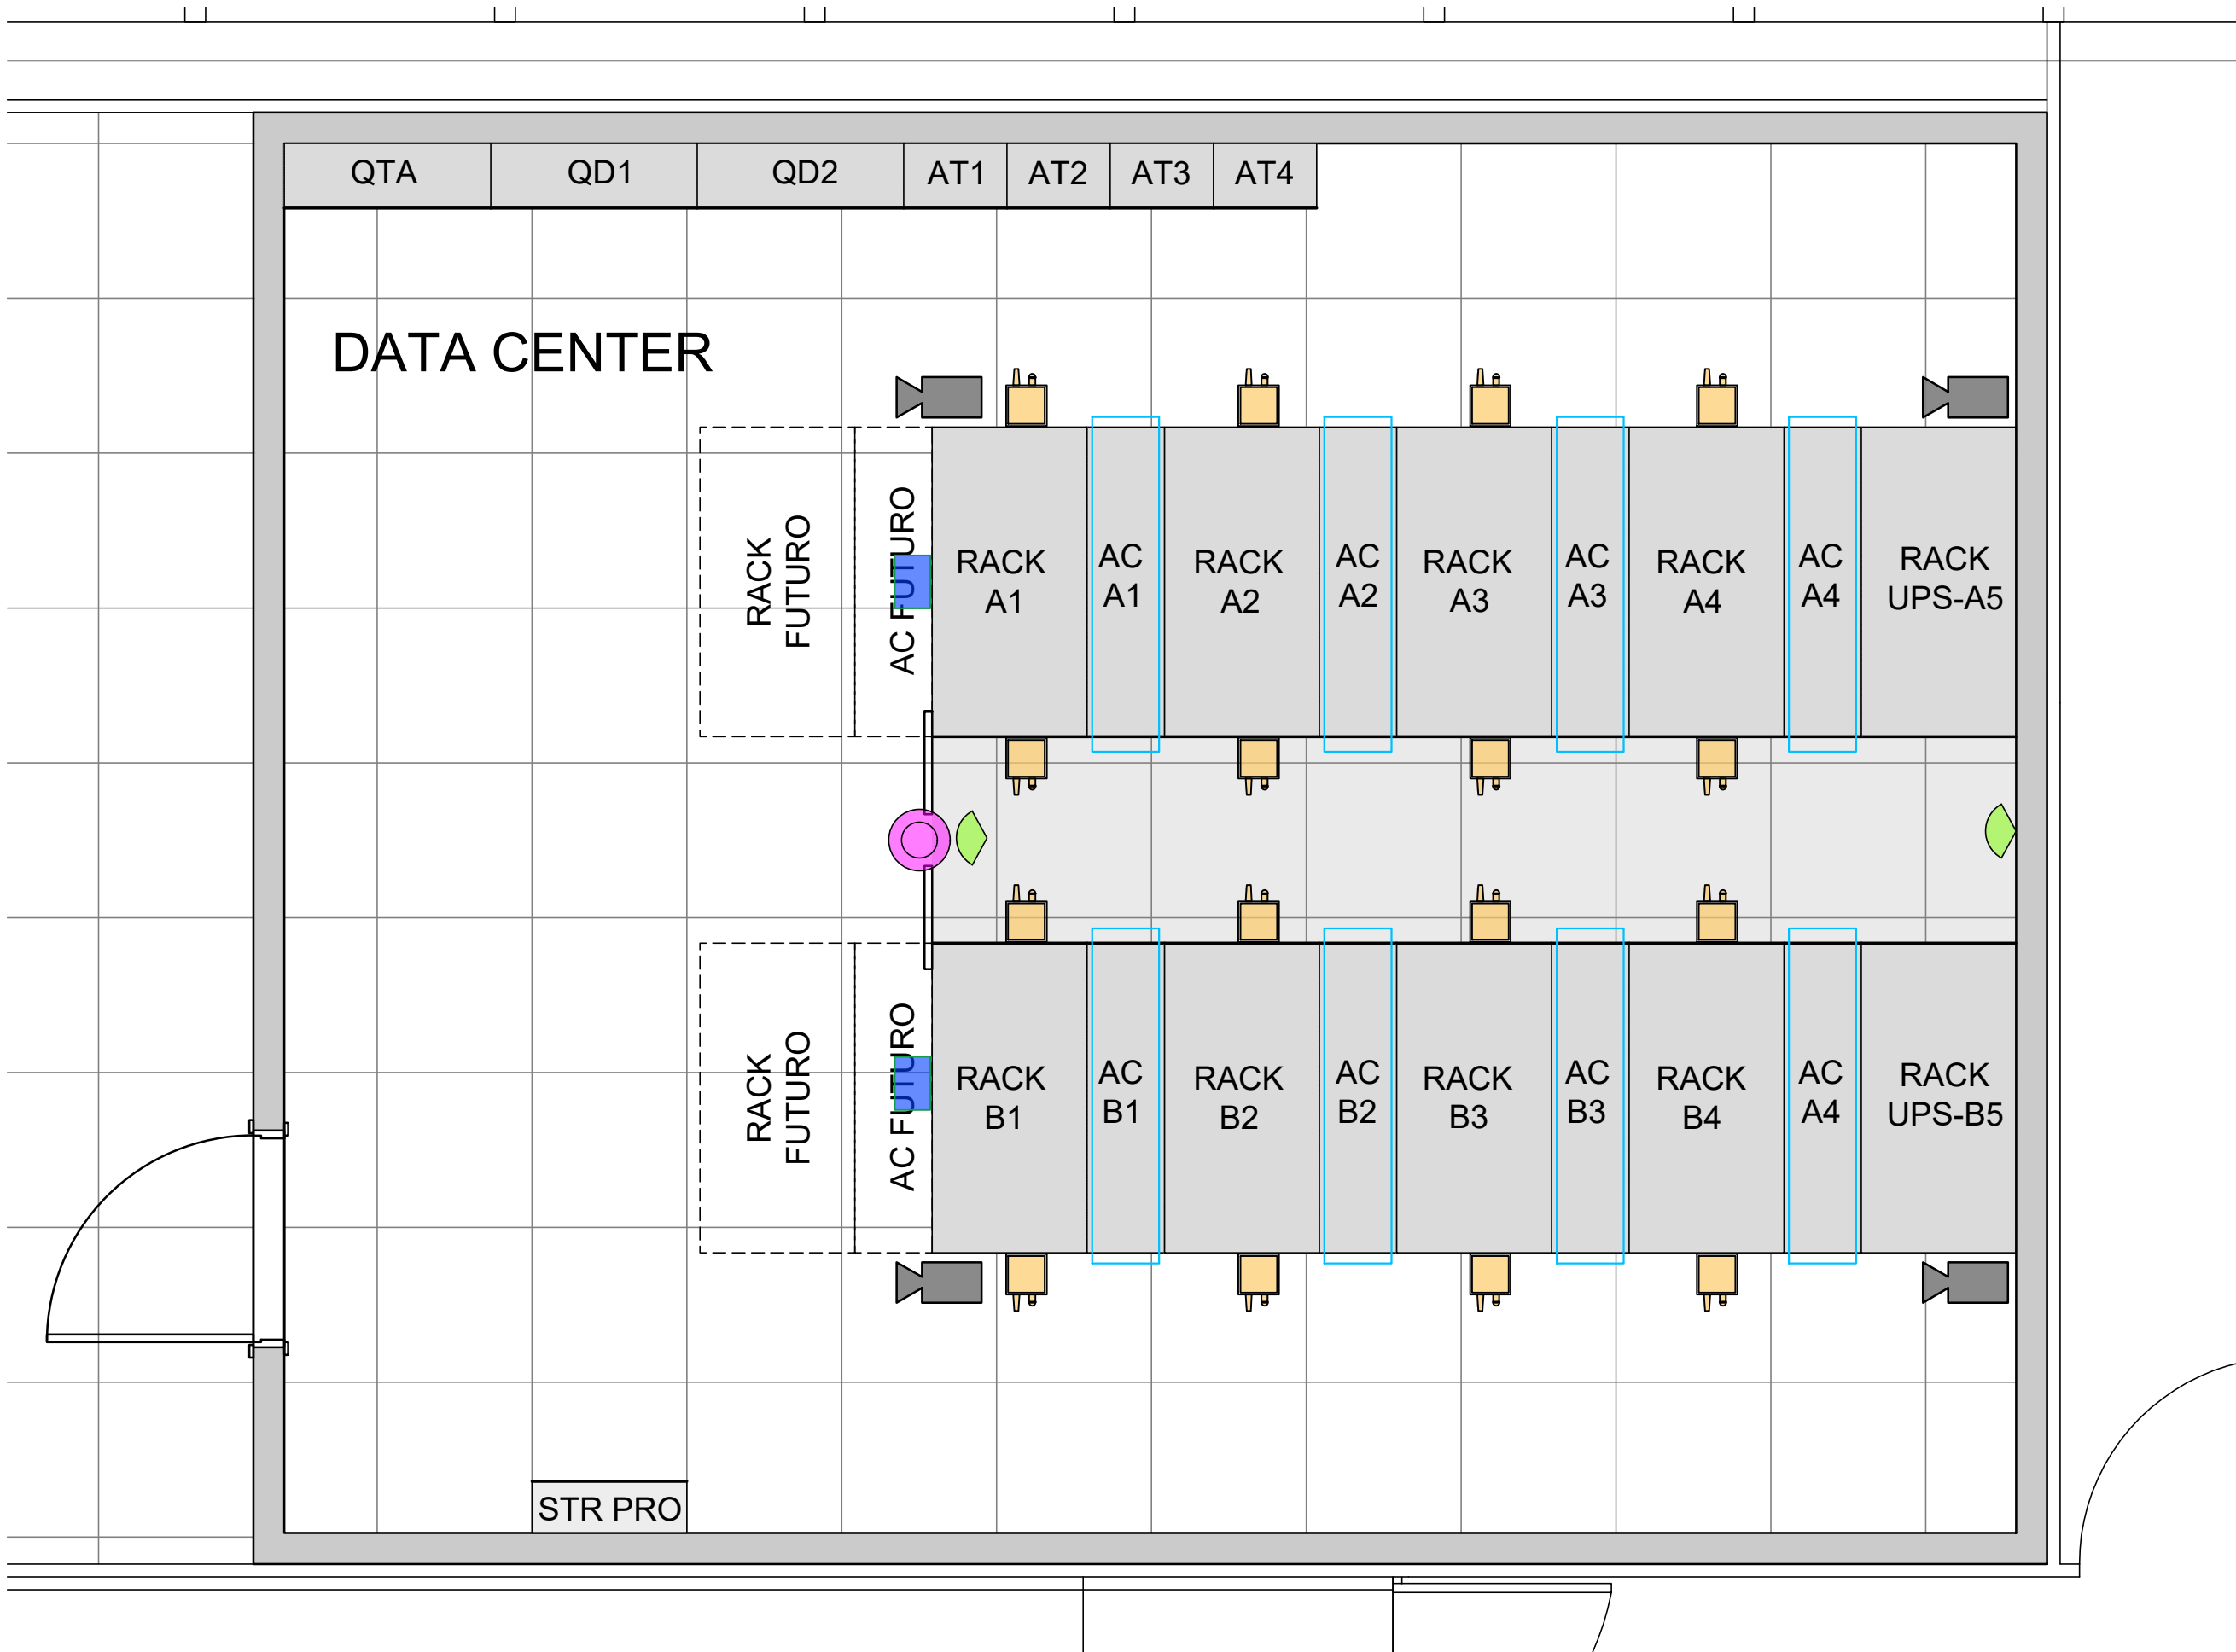 QTA
QD1
QD2
AT1
AT2
AT3
AT4
DATA CENTER
RACK
FUTURO
AC FUTURO
RACK
A1
AC
A1
RACK
A2
AC
A2
RACK
A3
AC
A3
RACK
A4
AC
A4
RACK
UPS-A5
RACK
FUTURO
AC FUTURO
RACK
B1
AC
B1
RACK
B2
AC
B2
RACK
B3
AC
B3
RACK
B4
AC
A4
RACK
UPS-B5
STR PRO